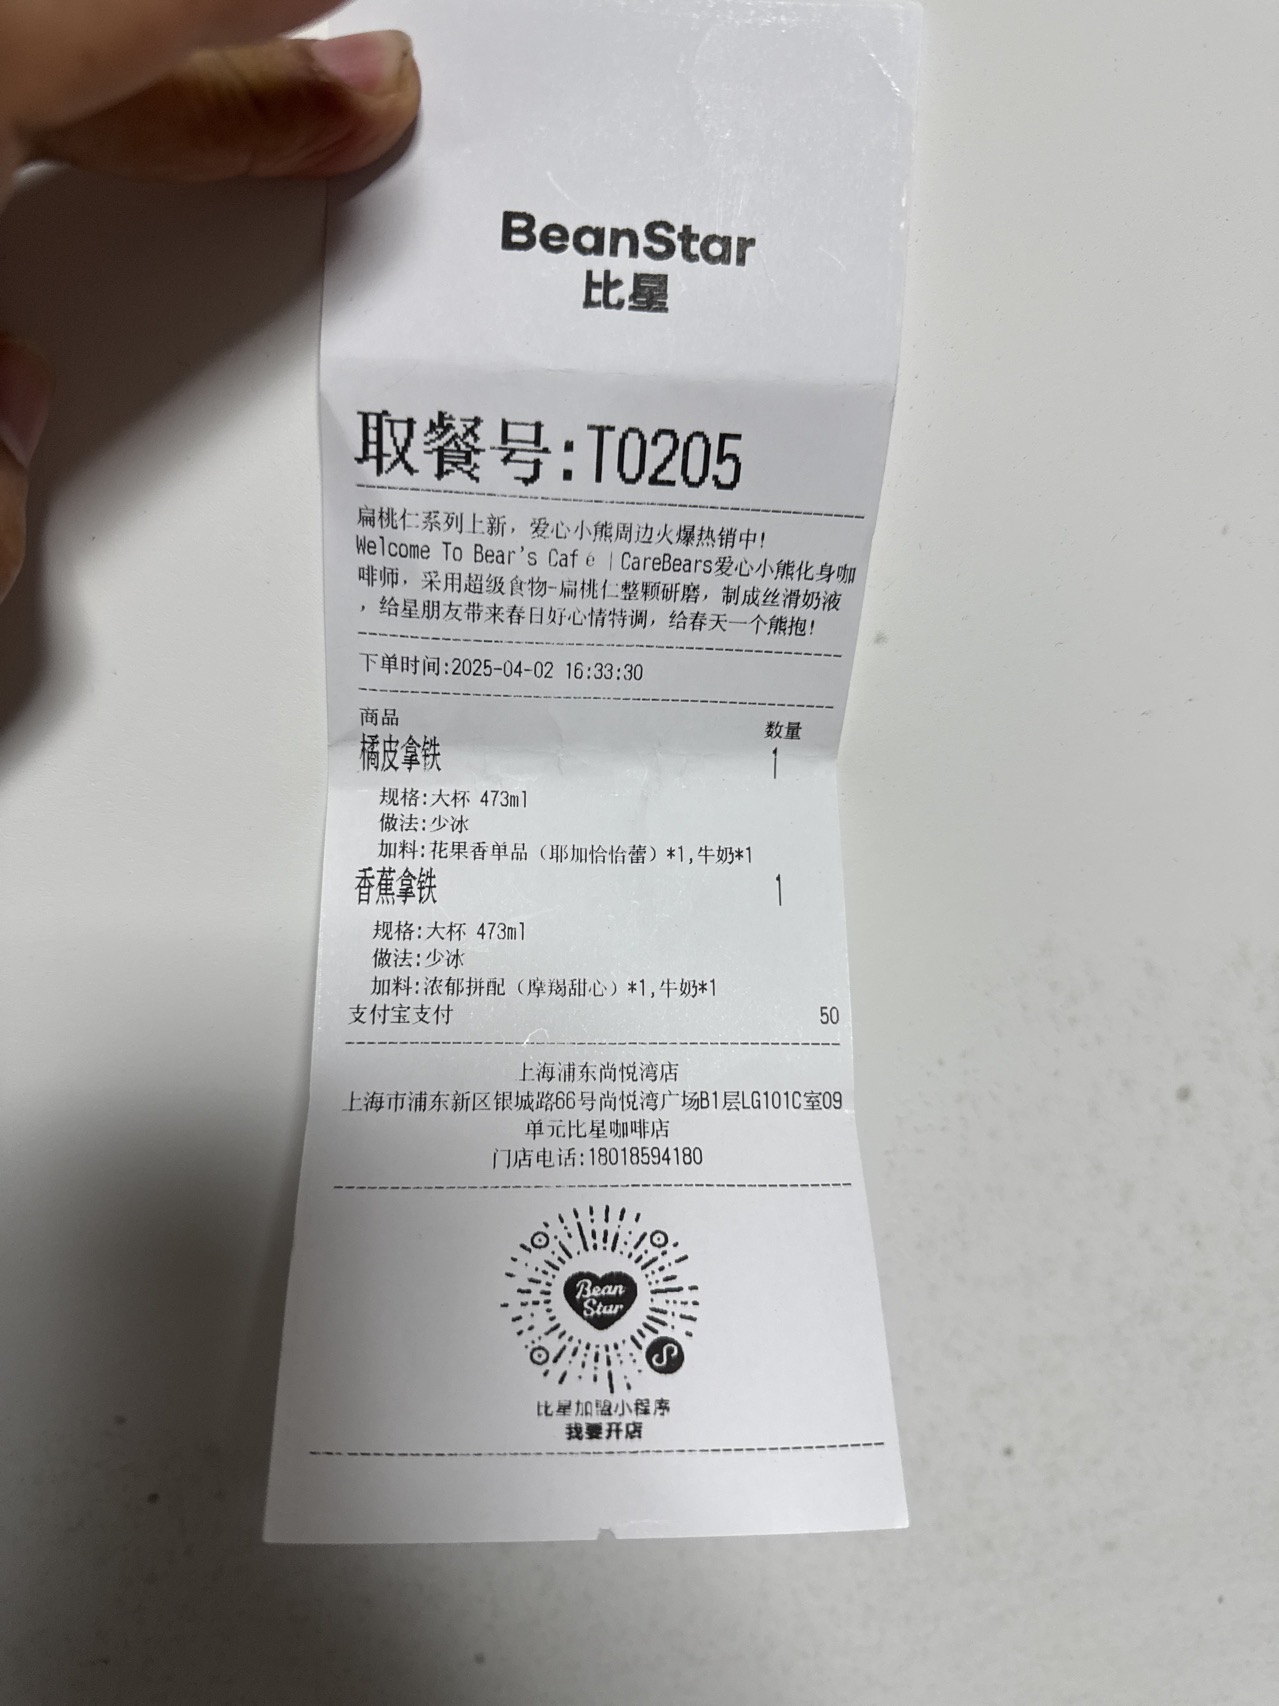 BeanStar
比星
取餐号:T0205
扁桃仁系列上新，爱心小熊周边火爆热销中!
Welcome To Bear's Café |CareBears爱心小熊化身咖
啡师，采用超级食物-扁桃仁整颗研磨，制成丝滑奶液
，给星朋友带来春日好心情特调，给春天一个熊抱!
下单时间:2025-04-02 16:33:30
商品 数量
橘皮拿铁 1
规格:大杯 473ml
做法:少冰
加料:花果香单品（耶加恰恰蕾）*1,牛奶*1
香蕉拿铁 1
规格:大杯 473ml
做法:少冰
加料:浓郁拼配（摩羯甜心）*1,牛奶*1
支付宝支付 50
上海浦东尚悦湾店
上海市浦东新区银城路66号尚悦湾广场B1层LG101C室09
单元比星咖啡店
门店电话:18018594180
Bean
Star
比星加盟小程序
我要开店